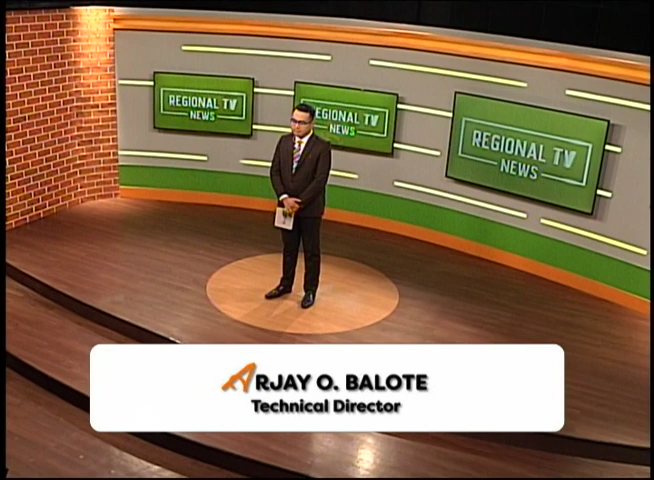 REGIONAL TV
NEWS
REGIONAL TV
NEWS
REGIONAL TV
NEWS
ARJAY O. BALOTE
Technical Director